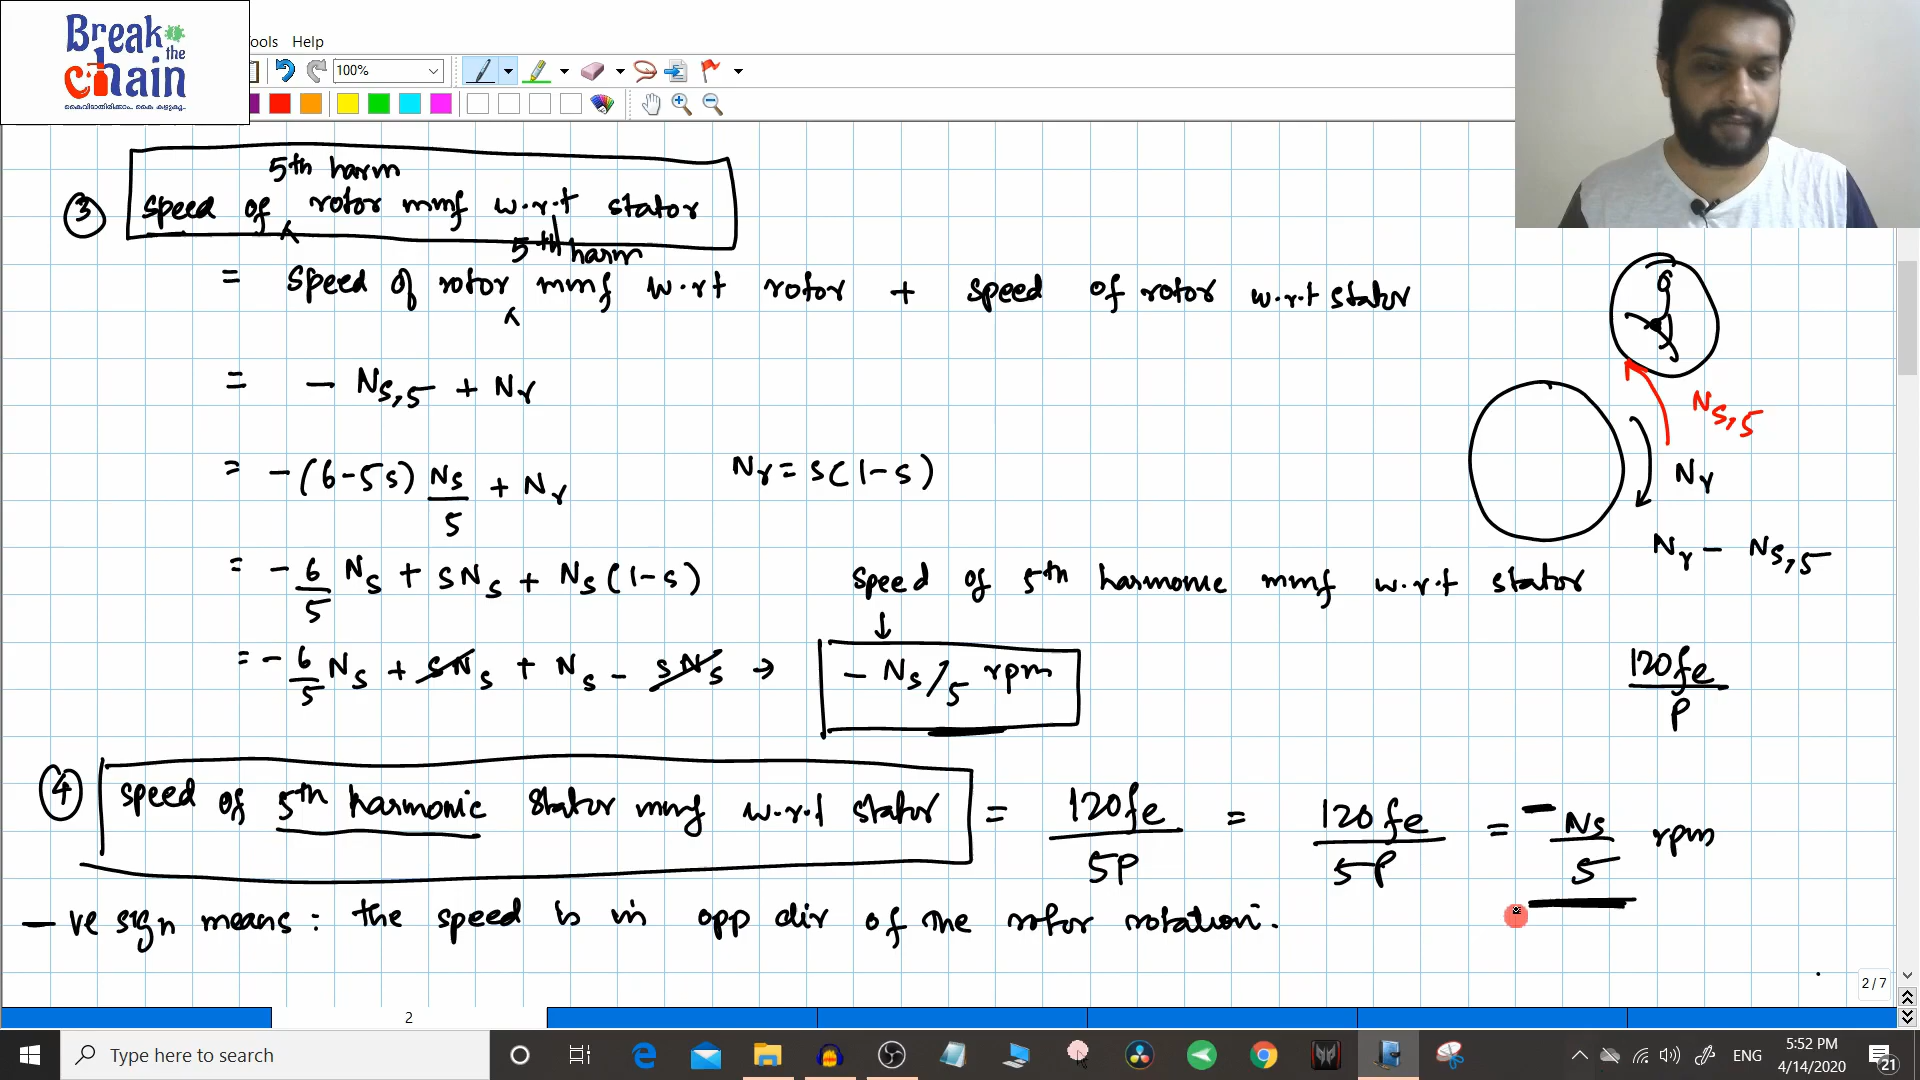 Break
the
chain
കൈവിടാതിരിക്കാം കൈ കഴുകൂ..
Tools Help
100%
③ speed of ʌ 5th harm rotor mmf w.r.t stator
= speed of rotor ʌ 5th harm mmf w.r.t rotor + speed of rotor w.r.t stator
= - Ns,5 + Nr
= -(6-5s) Ns/5 + Nr Nr = s(1-s)
= - 6/5 Ns + sNs + Ns(1-s)
= - 6/5 Ns + sNs + Ns - sNs →
speed of 5th harmonic mmf w.r.t stator
↓
- Ns/5 rpm
Ns,5
Nr
Nr - Ns,5
120fe/P
④ speed of 5th harmonic stator mmf w.r.t stator = 120fe/5P = 120fe/5P = -Ns/5 rpm
- ve sign means: the speed is in opp dir of the rotor rotation.
2/7
2
Type here to search
ENG
5:52 PM
4/14/2020
21